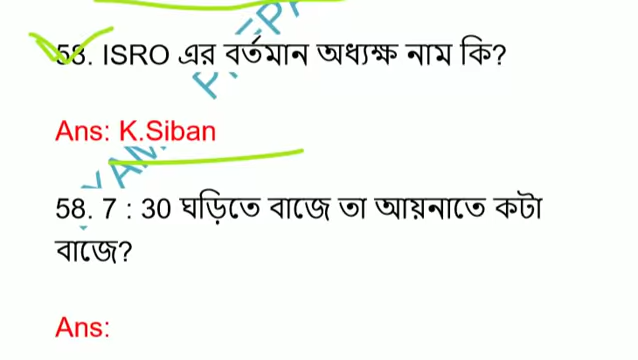 58. ISRO এর বর্তমান অধ্যক্ষ নাম কি?
Ans: K.Siban
58. 7 : 30 ঘড়িতে বাজে তা আয়নাতে কটা
বাজে?
Ans: